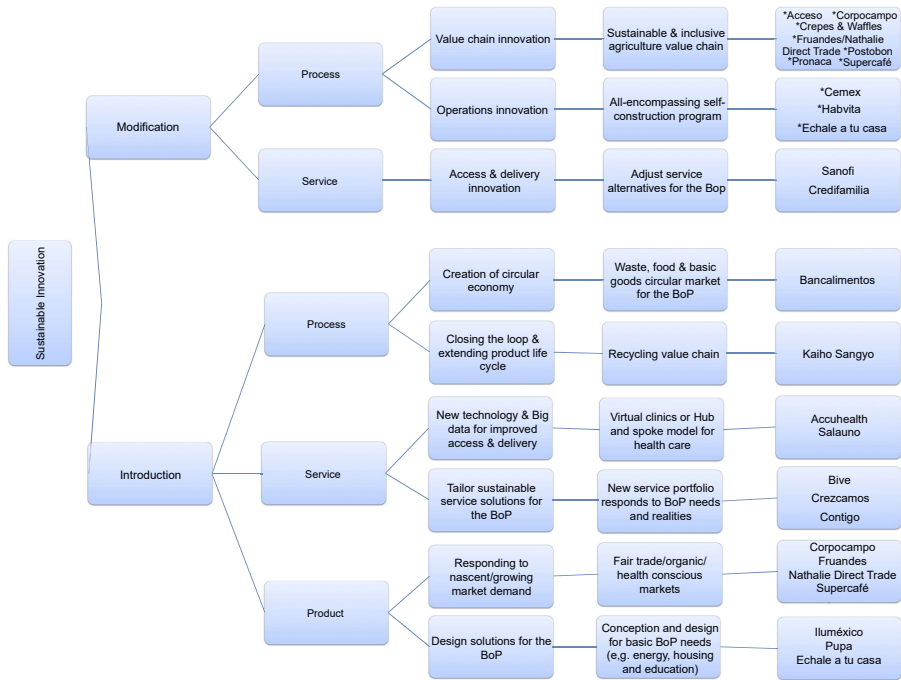 Sustainable Innovation
Modification
Process
Value chain innovation
Sustainable & inclusive
agriculture value chain
*Acceso *Corpocampo
*Crepes & Waffles
*Fruandes/Nathalie
Direct Trade *Postobon
*Pronaca *Supercafé
Operations innovation
All-encompassing self-
construction program
*Cemex
*Habvita
*Echale a tu casa
Service
Access & delivery
innovation
Adjust service
alternatives for the Bop
Sanofi
Credifamilia
Introduction
Process
Creation of circular
economy
Waste, food & basic
goods circular market
for the BoP
Bancalimentos
Closing the loop &
extending product life
cycle
Recycling value chain
Kaiho Sangyo
Service
New technology & Big
data for improved
access & delivery
Virtual clinics or Hub
and spoke model for
health care
Accuhealth
Salauno
Tailor sustainable
service solutions for
the BoP
New service portfolio
responds to BoP needs
and realities
Bive
Crezcamos
Contigo
Product
Responding to
nascent/growing
market demand
Fair trade/organic/
health conscious
markets
Corpocampo
Fruandes
Nathalie Direct Trade
Supercafé
Design solutions for the
BoP
Conception and design
for basic BoP needs
(e,g. energy, housing
and education)
Iluméxico
Pupa
Echale a tu casa